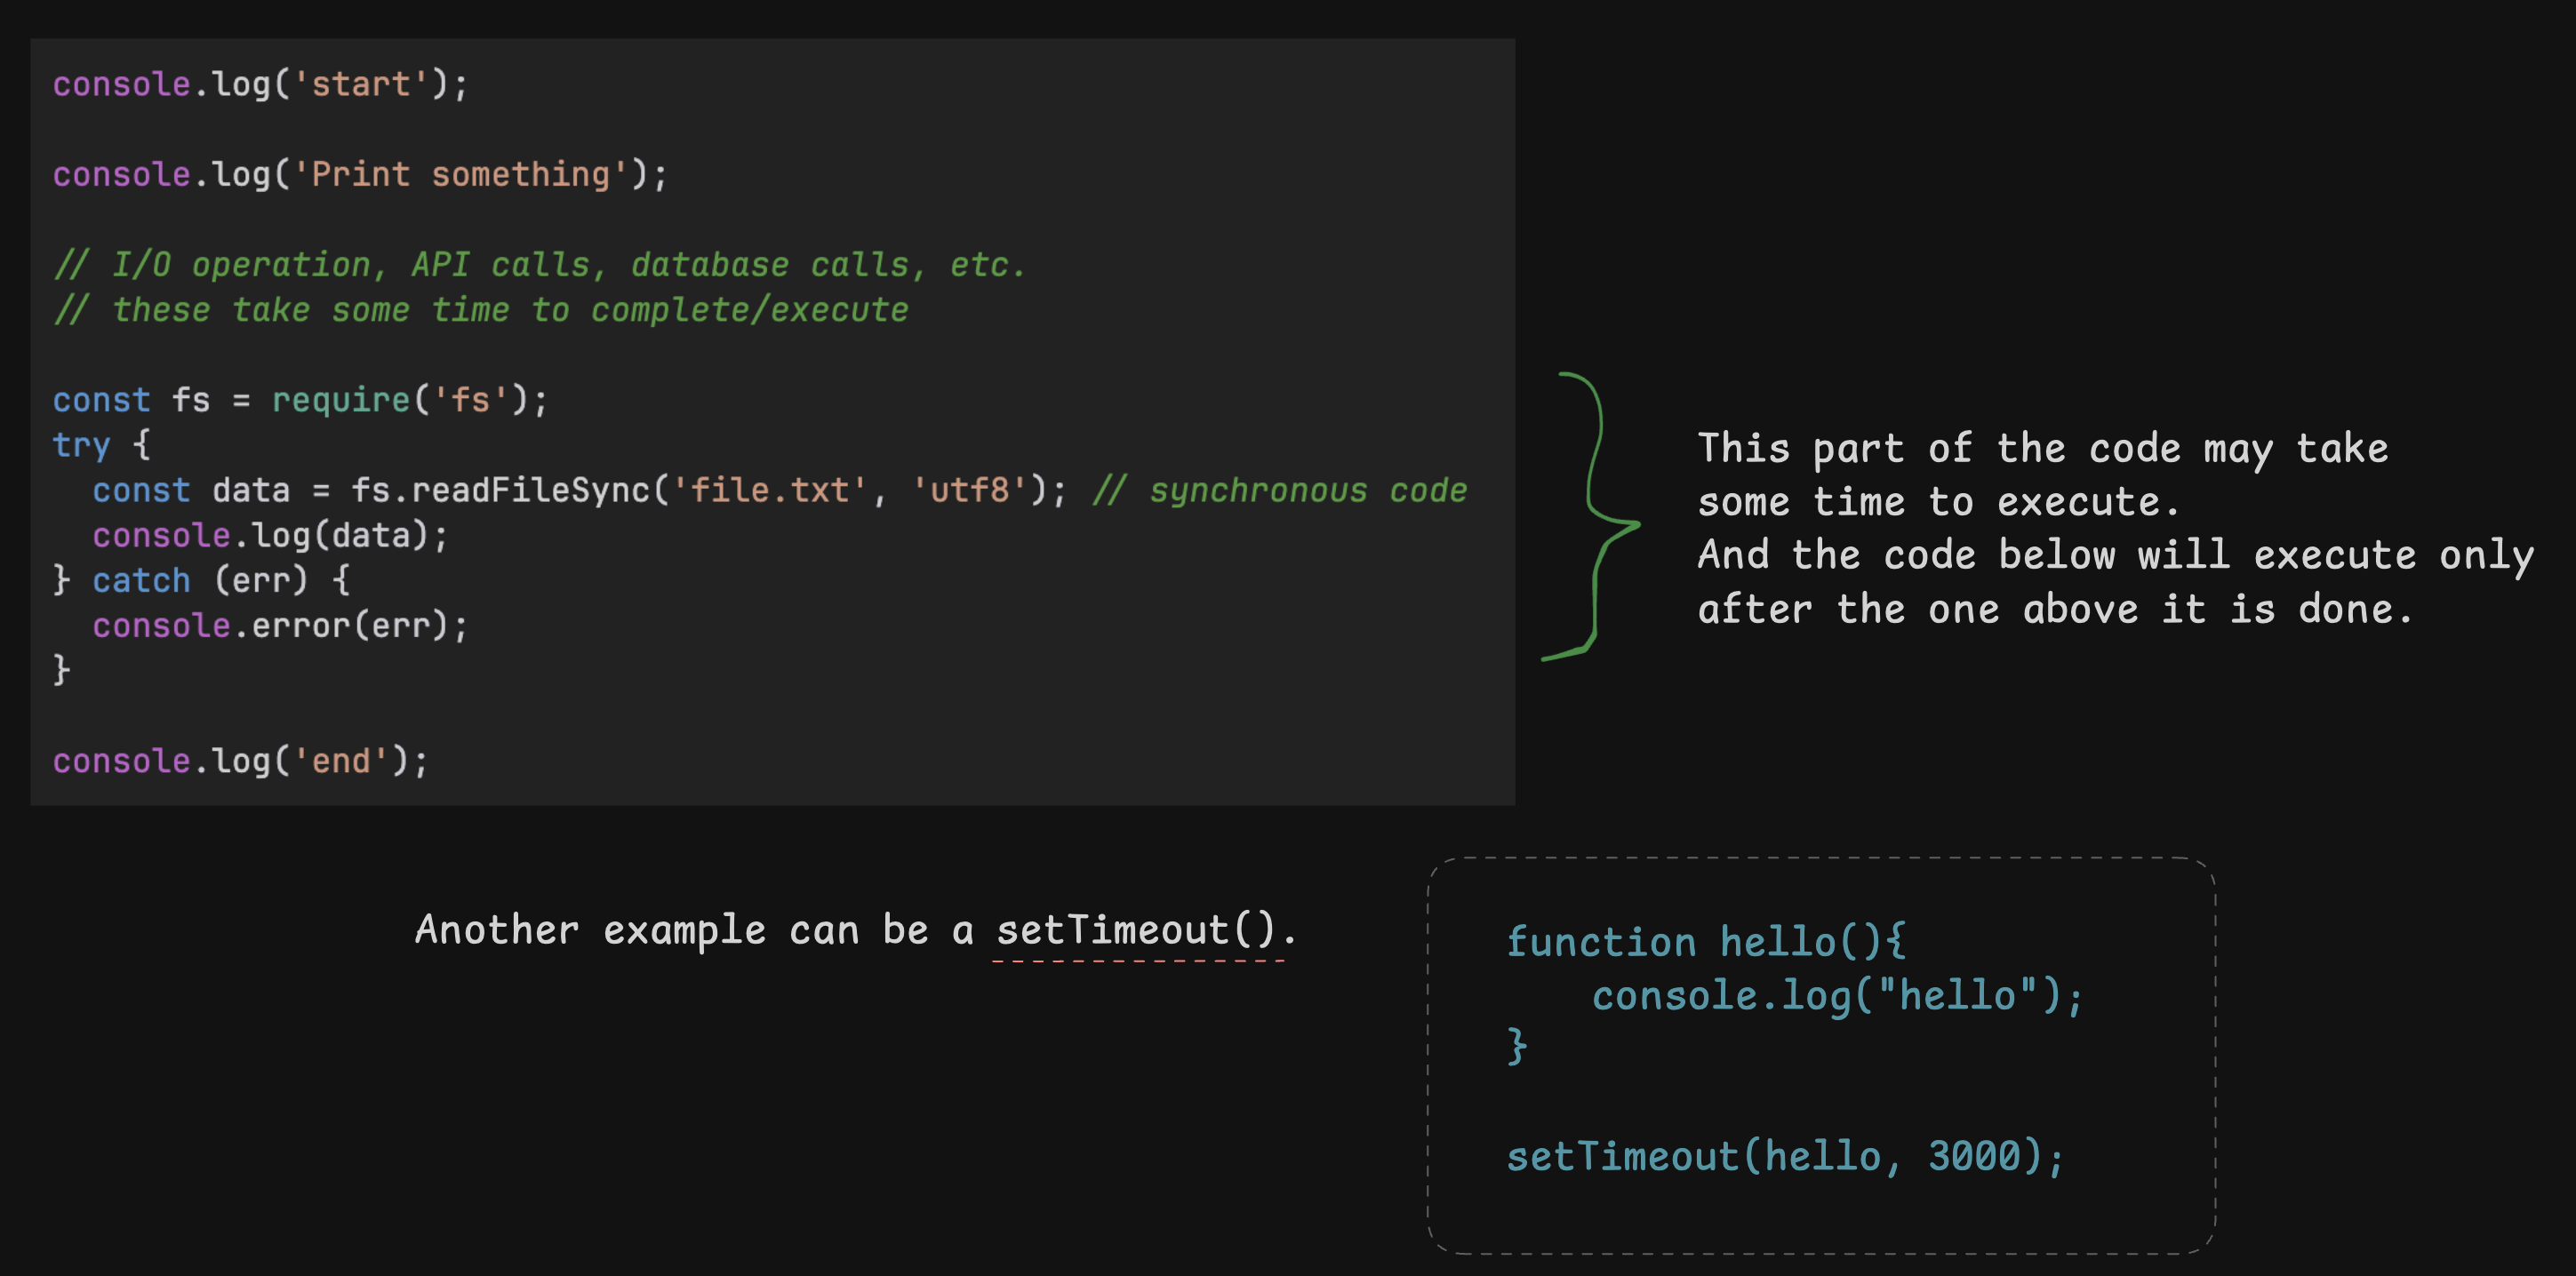 console.log('start');
console.log('Print something');
// I/O operation, API calls, database calls, etc.
// these take some time to complete/execute
const fs = require('fs');
try {
  const data = fs.readFileSync('file.txt', 'utf8'); // synchronous code
  console.log(data);
} catch (err) {
  console.error(err);
}
console.log('end');
This part of the code may take
some time to execute.
And the code below will execute only
after the one above it is done.
Another example can be a setTimeout().
function hello(){
    console.log("hello");
}
setTimeout(hello, 3000);